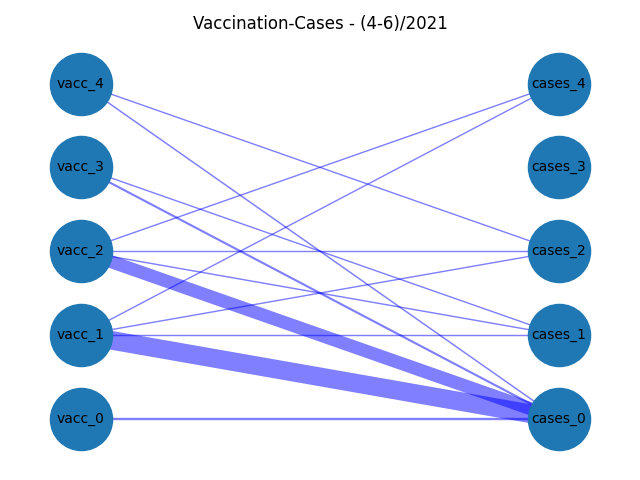 Vaccination-Cases - (4-6)/2021
vacc_4
cases_4
vacc_3
cases_3
vacc_2
cases_2
vacc_1
cases_1
vacc_0
cases_0